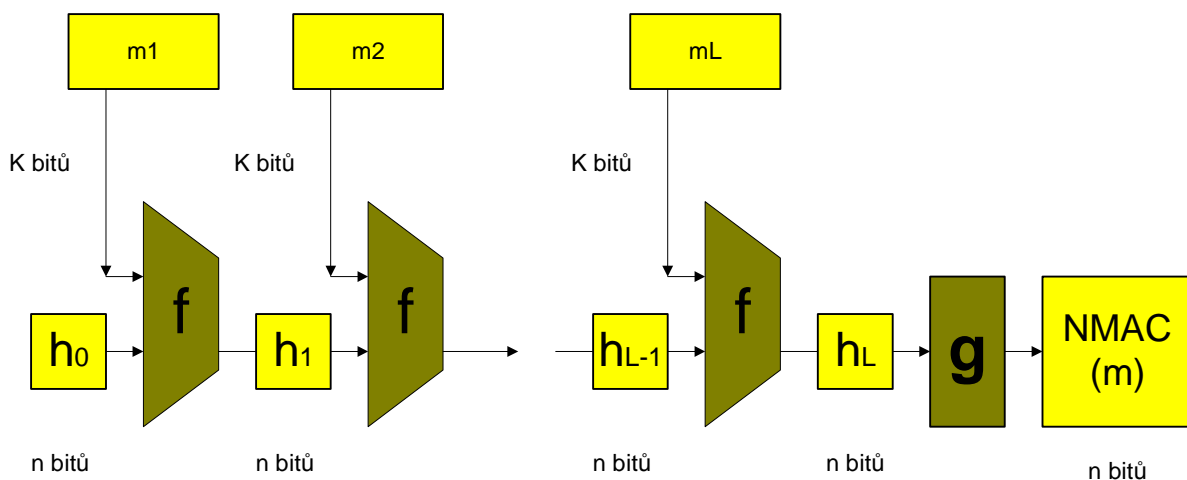 m1 m2 mL
K bitů K bitů K bitů
f f f
h0 h1 hL-1 hL g NMAC
(m)
n bitů n bitů n bitů n bitů n bitů